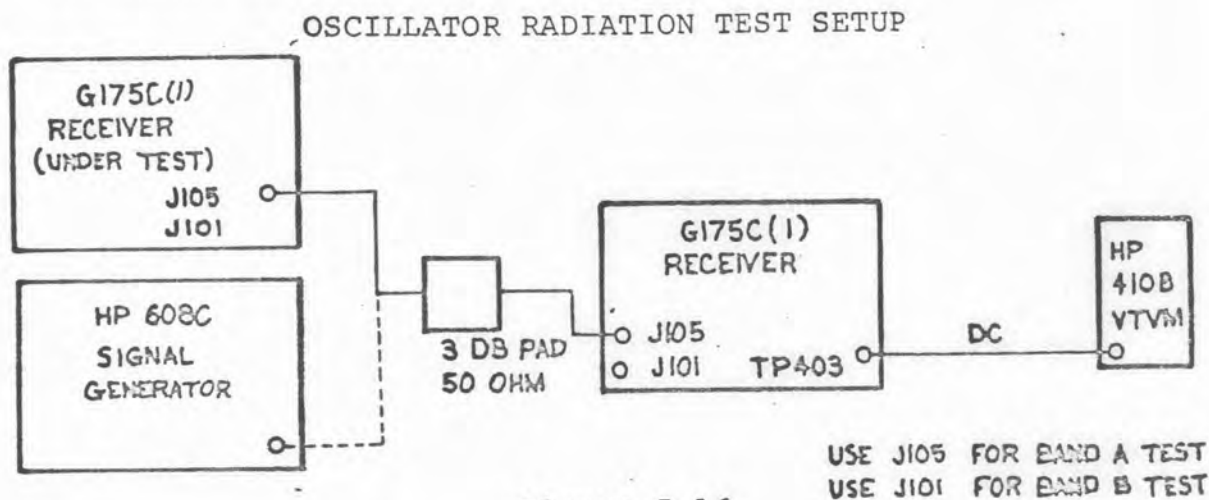 OSCILLATOR RADIATION TEST SETUP
G175C(1)
RECEIVER
(UNDER TEST)
J105
J101
HP 608C
SIGNAL
GENERATOR
3 DB PAD
50 OHM
G175C(1)
RECEIVER
J105
J101 TP403
DC
HP
410B
VTVM
USE J105 FOR BAND A TEST
USE J101 FOR BAND B TEST